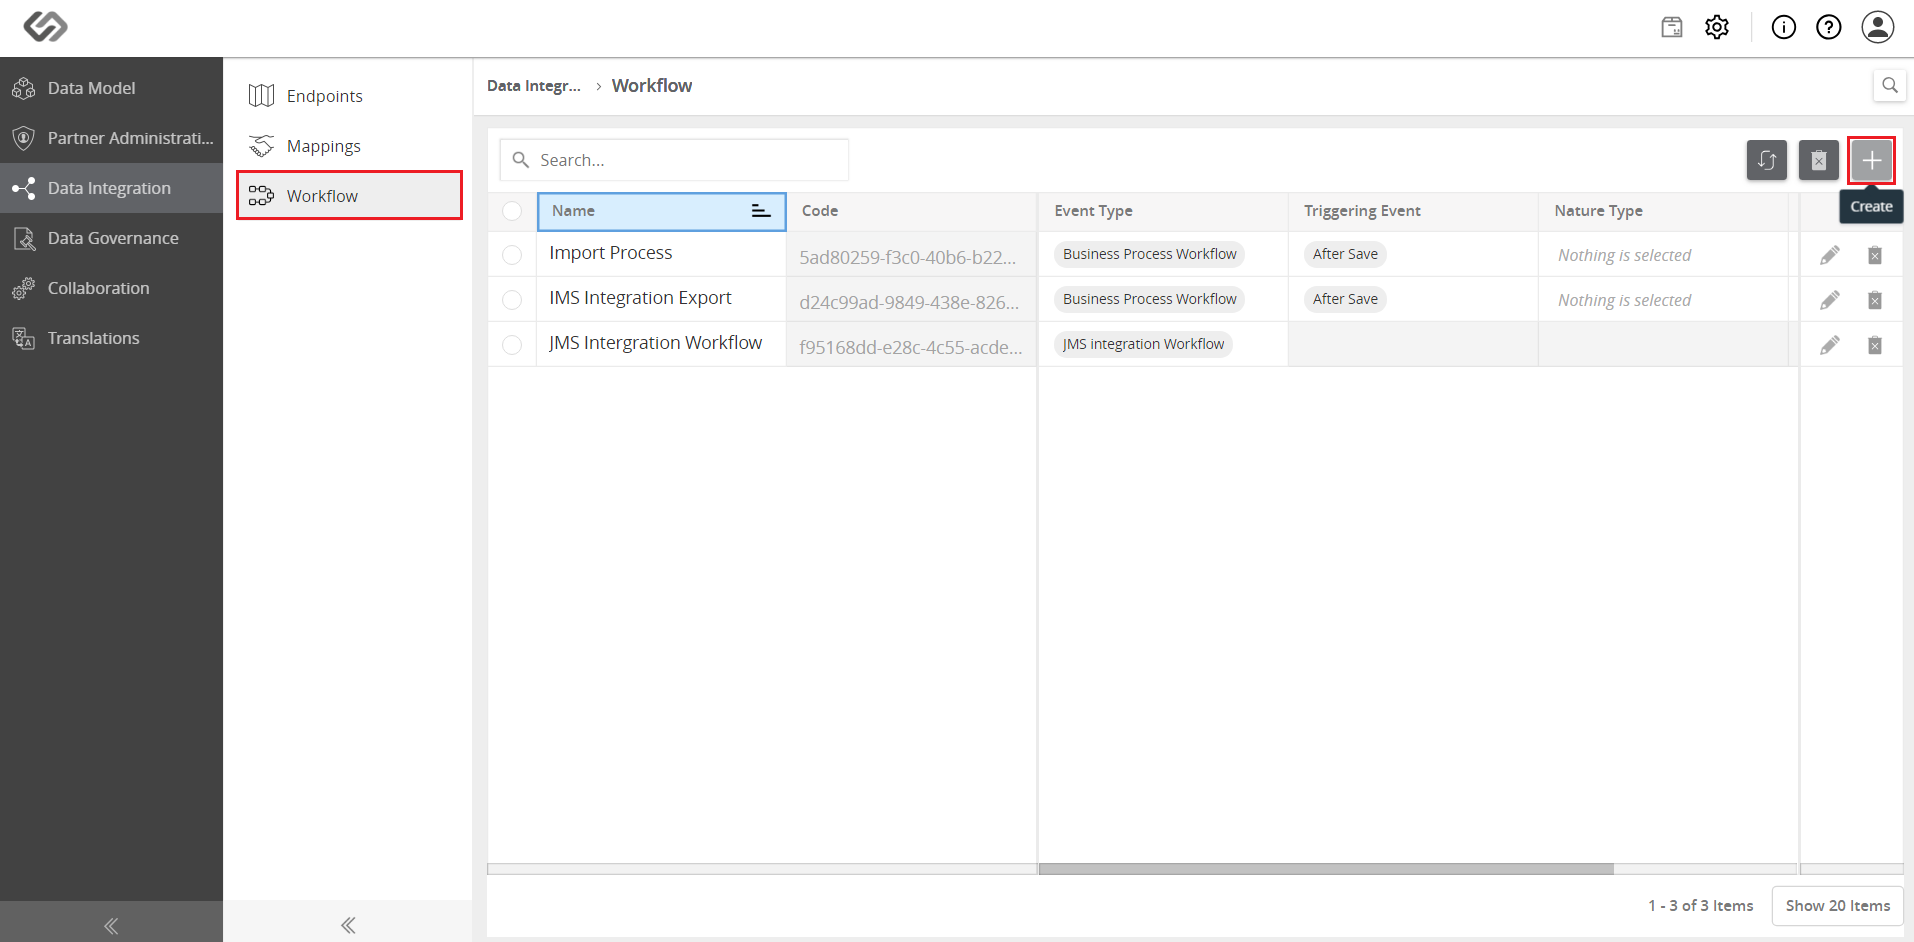 Data Model
Partner Administrati...
Data Integration
Data Governance
Collaboration
Translations
Endpoints
Mappings
Workflow
Data Integr... > Workflow
Search...
Create
Name Code Event Type Triggering Event Nature Type
Import Process 5ad80259-f3c0-40b6-b22... Business Process Workflow After Save Nothing is selected
IMS Integration Export d24c99ad-9849-438e-826... Business Process Workflow After Save Nothing is selected
JMS Intergration Workflow f95168dd-e28c-4c55-acde... JMS integration Workflow
1 - 3 of 3 Items Show 20 Items